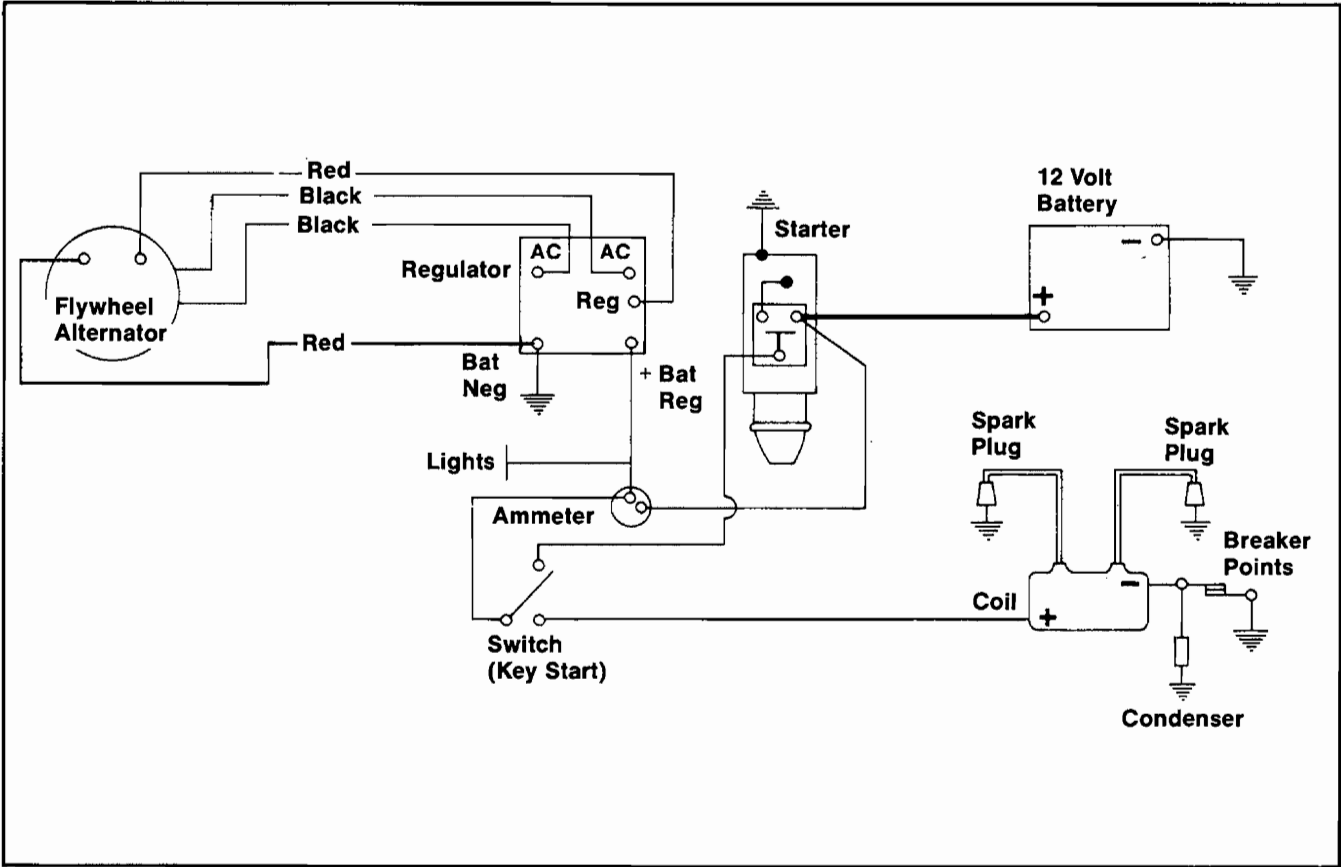 Red
Black
Black
Flywheel
Alternator
Red
Regulator
AC
AC
Reg
Bat
Neg
+ Bat
Reg
Lights
Ammeter
Switch
(Key Start)
Starter
12 Volt
Battery
−
+
Spark
Plug
Spark
Plug
Breaker
Points
Coil
+
−
Condenser